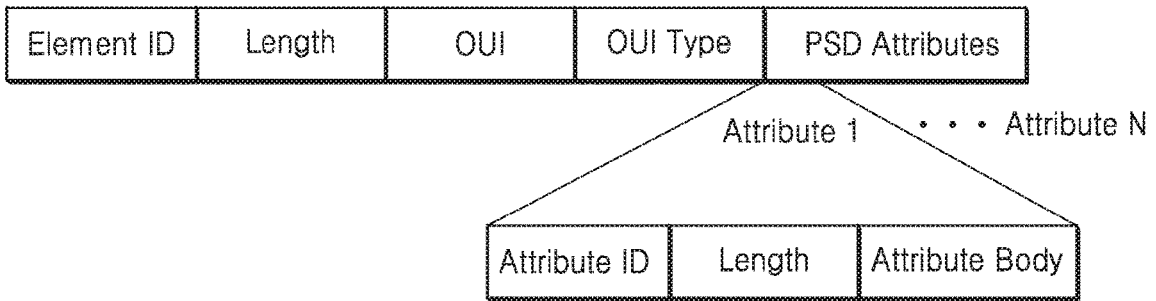 Element ID Length OUI OUI Type PSD Attributes
Attribute 1 • • • Attribute N
Attribute ID Length Attribute Body